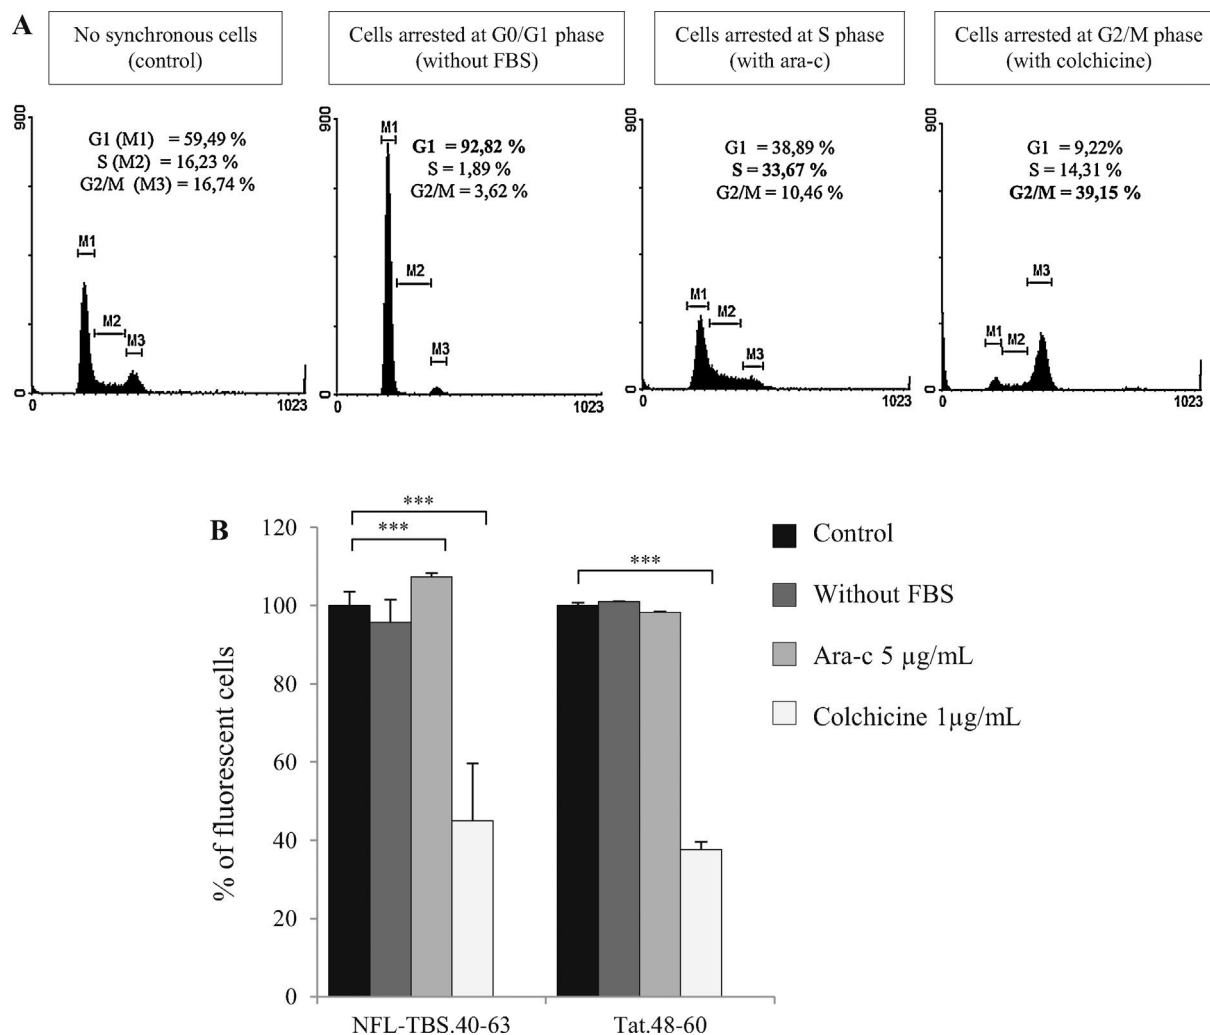 A
No synchronous cells
(control)
Cells arrested at G0/G1 phase
(without FBS)
Cells arrested at S phase
(with ara-c)
Cells arrested at G2/M phase
(with colchicine)
900
G1 (M1) = 59,49 %
S (M2) = 16,23 %
G2/M (M3) = 16,74 %
M1
M2
M3
0
0
1023
900
M1
G1 = 92,82 %
S = 1,89 %
G2/M = 3,62 %
M2
M3
0
0
1023
900
G1 = 38,89 %
S = 33,67 %
G2/M = 10,46 %
M1
M2
M3
0
0
1023
900
G1 = 9,22%
S = 14,31 %
G2/M = 39,15 %
M3
M1
M2
0
0
1023
B
% of fluorescent cells
120
100
80
60
40
20
0
***
***
***
NFL-TBS.40-63
Tat.48-60
Control
Without FBS
Ara-c 5 µg/mL
Colchicine 1µg/mL